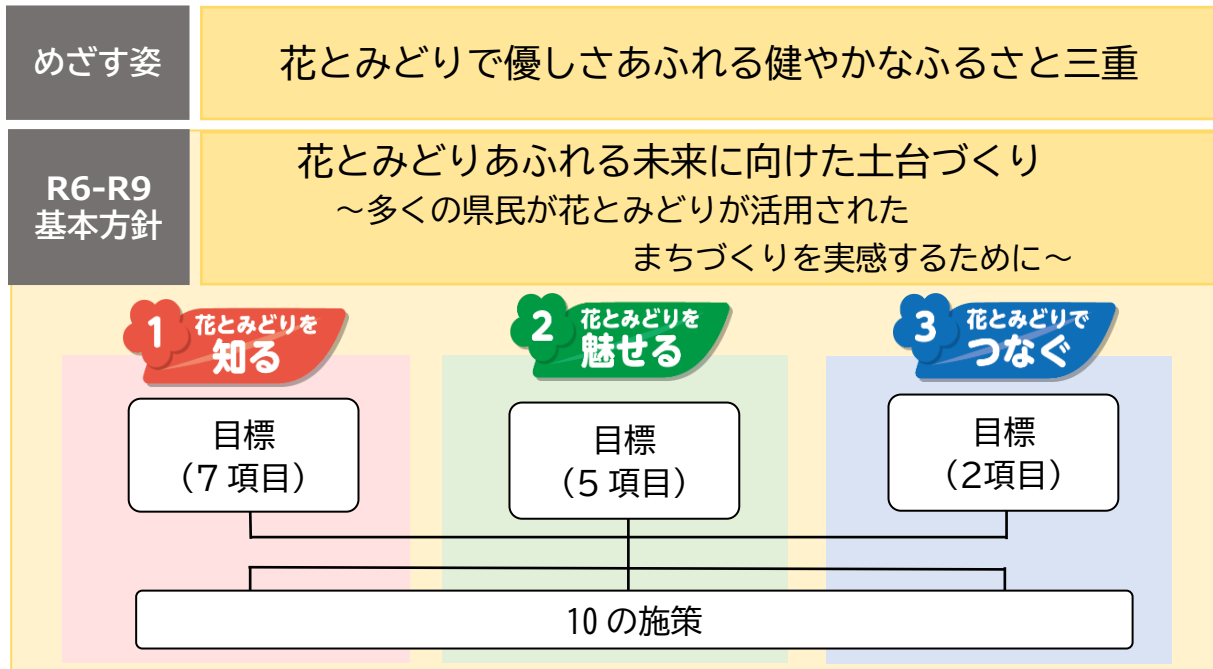 めざす姿
花とみどりで優しさあふれる健やかなふるさと三重
R6-R9
基本方針
花とみどりあふれる未来に向けた土台づくり
～多くの県民が花とみどりが活用された
まちづくりを実感するために～
1 花とみどりを
知る
2 花とみどりを
魅せる
3 花とみどりで
つなぐ
目標
（7 項目）
目標
（5 項目）
目標
（2項目）
10 の施策